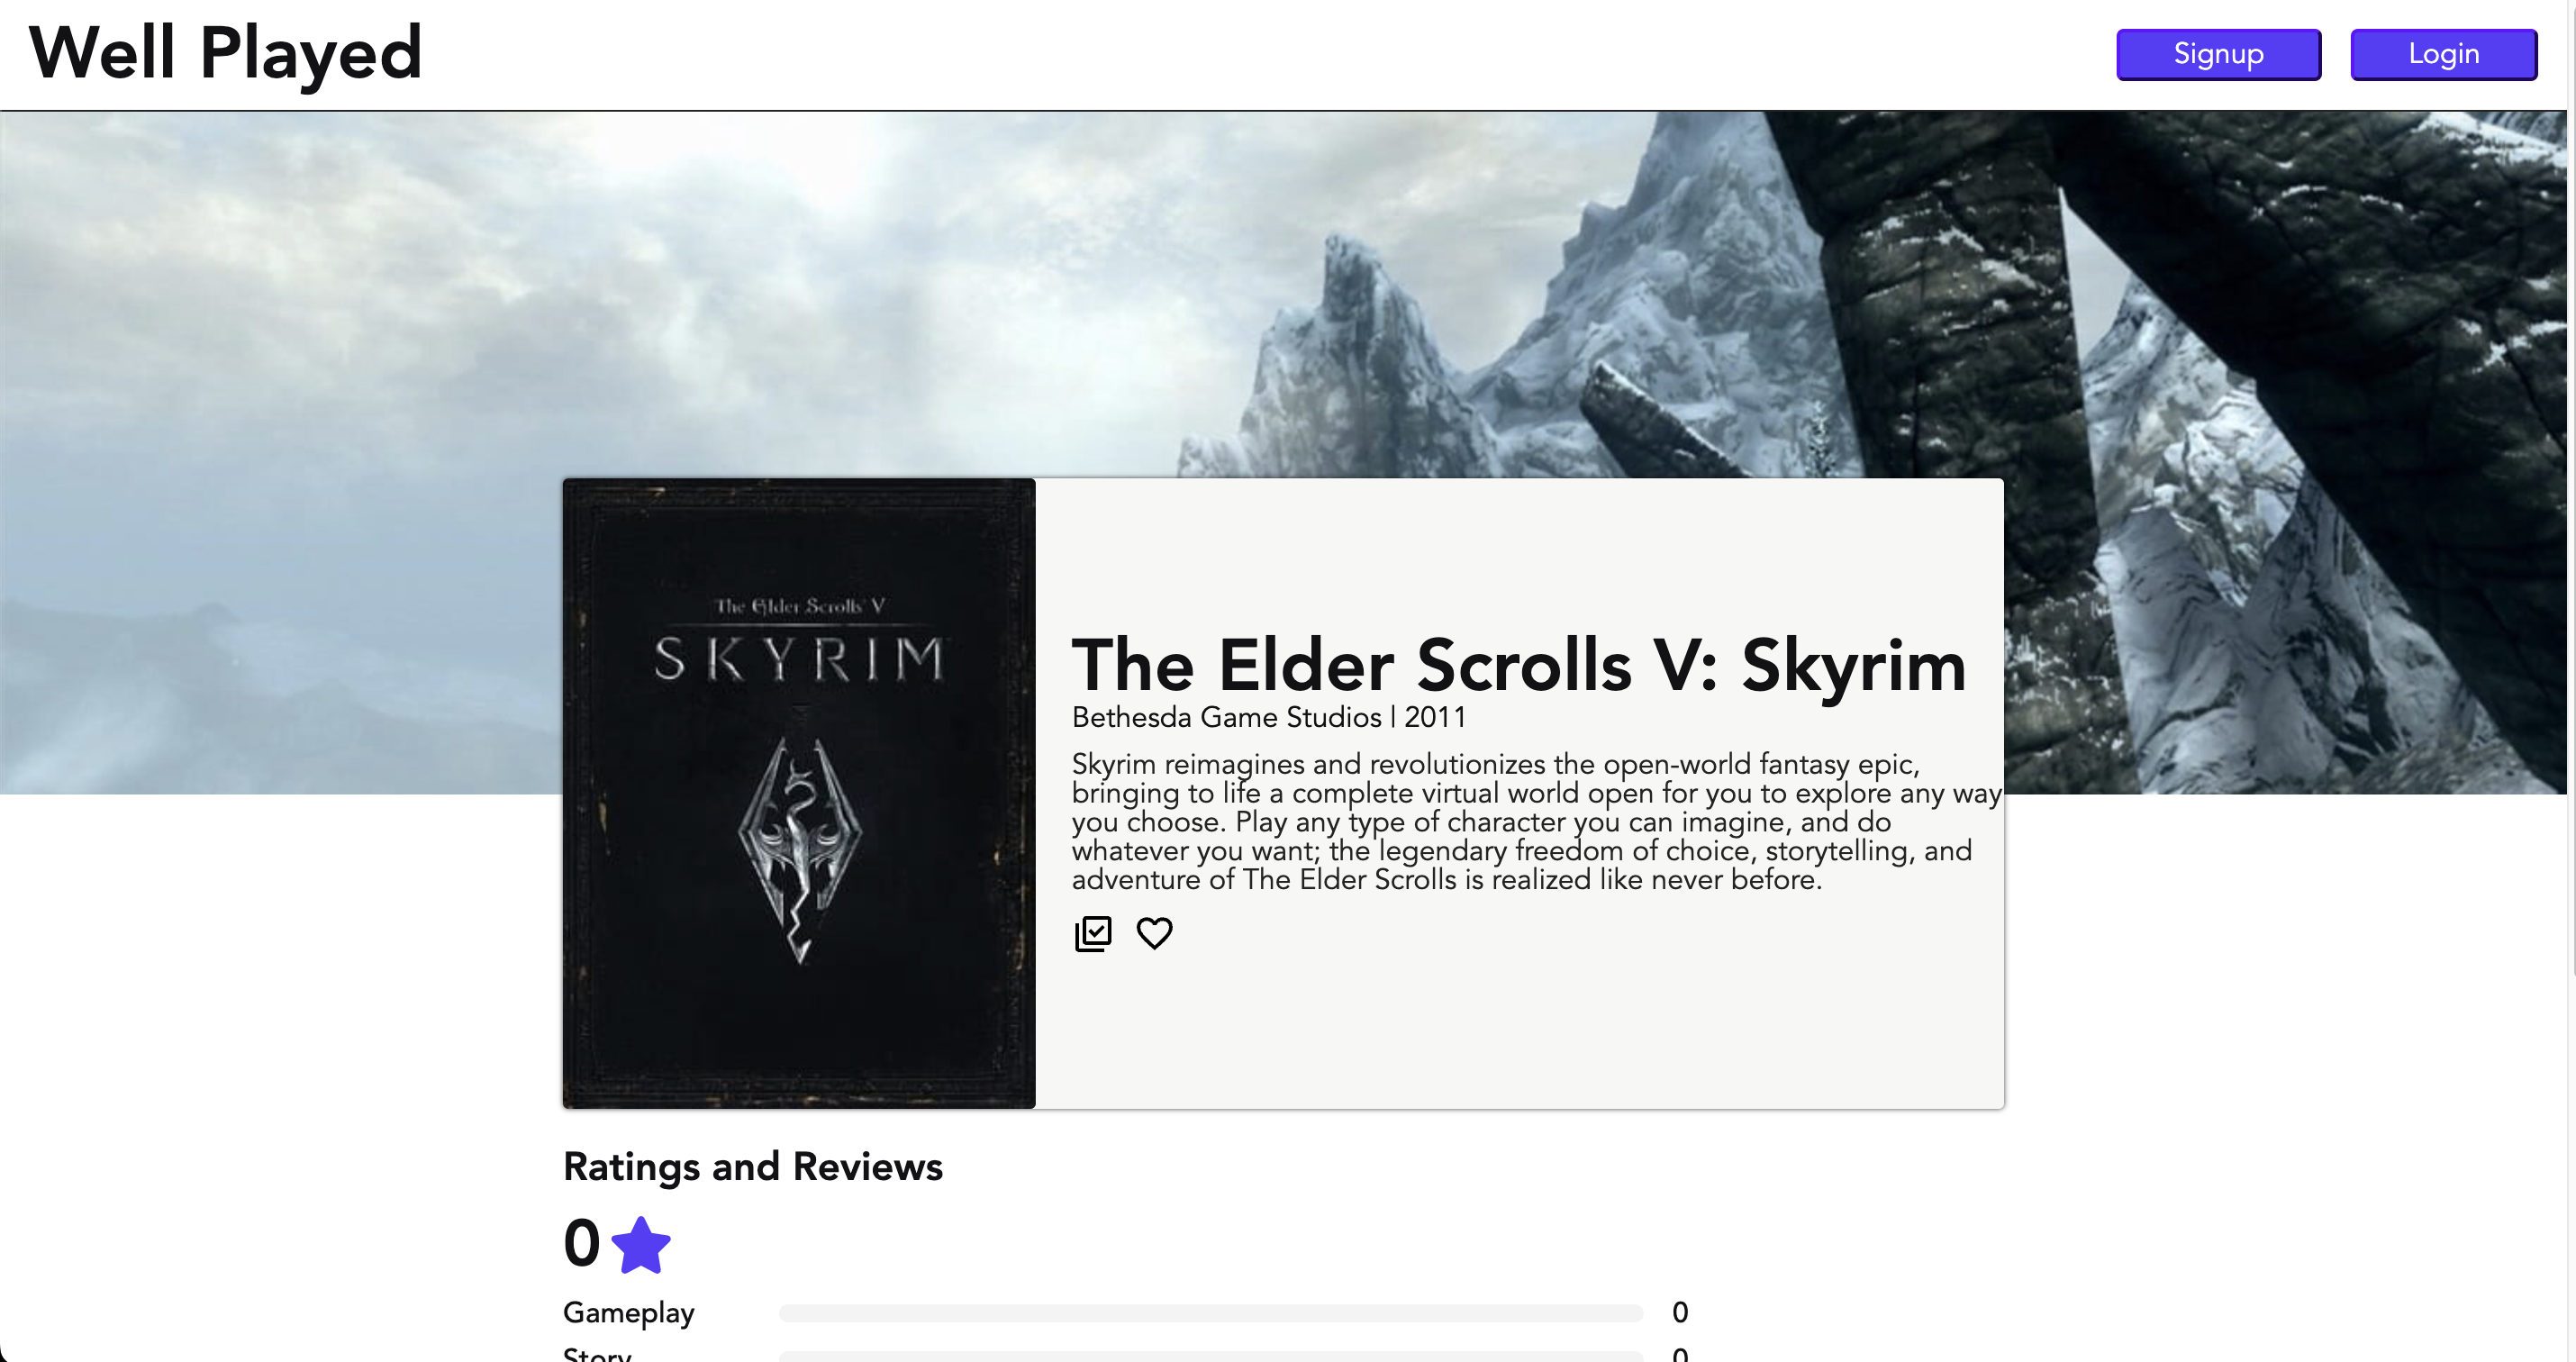 Well Played
Signup
Login
The Elder Scrolls V
SKYRIM
The Elder Scrolls V: Skyrim
Bethesda Game Studios | 2011
Skyrim reimagines and revolutionizes the open-world fantasy epic,
bringing to life a complete virtual world open for you to explore any way
you choose. Play any type of character you can imagine, and do
whatever you want; the legendary freedom of choice, storytelling, and
adventure of The Elder Scrolls is realized like never before.
Ratings and Reviews
0
Gameplay 0
Story 0